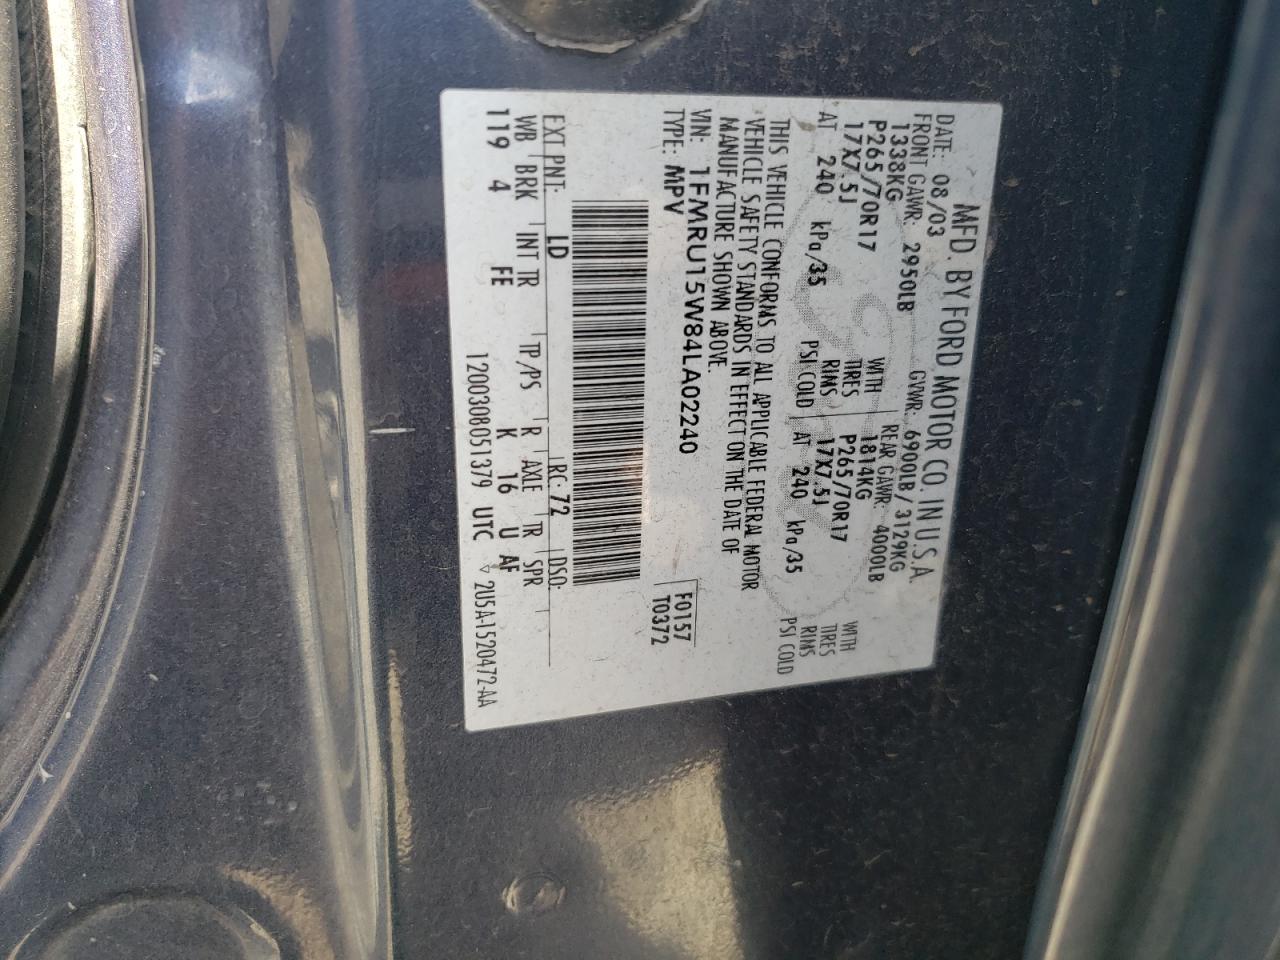 MFD. BY FORD MOTOR CO. IN U.S.A.
DATE: 08/03 GVWR: 6900LB/ 3129KG
FRONT GAWR: 2950LB REAR GAWR: 4000LB
1338KG WITH 1814KG WITH
P265/70R17 TIRES P265/70R17 TIRES
17X7.5J RIMS 17X7.5J RIMS
AT 240 kPa/35 PSI COLD AT 240 kPa/35 PSI COLD
THIS VEHICLE CONFORMS TO ALL APPLICABLE FEDERAL MOTOR
VEHICLE SAFETY STANDARDS IN EFFECT ON THE DATE OF
MANUFACTURE SHOWN ABOVE.
VIN: 1FMRU15W84LA02240 F0157
TYPE: MPV T0372
EXT PNT: LD RC: 72 DSO:
WB BRK INT TR TP/PS R AXLE TR SPR
119 4 FE K 16 U AF
1200308051379 UTC ▽ 2U5A-1520472-AA